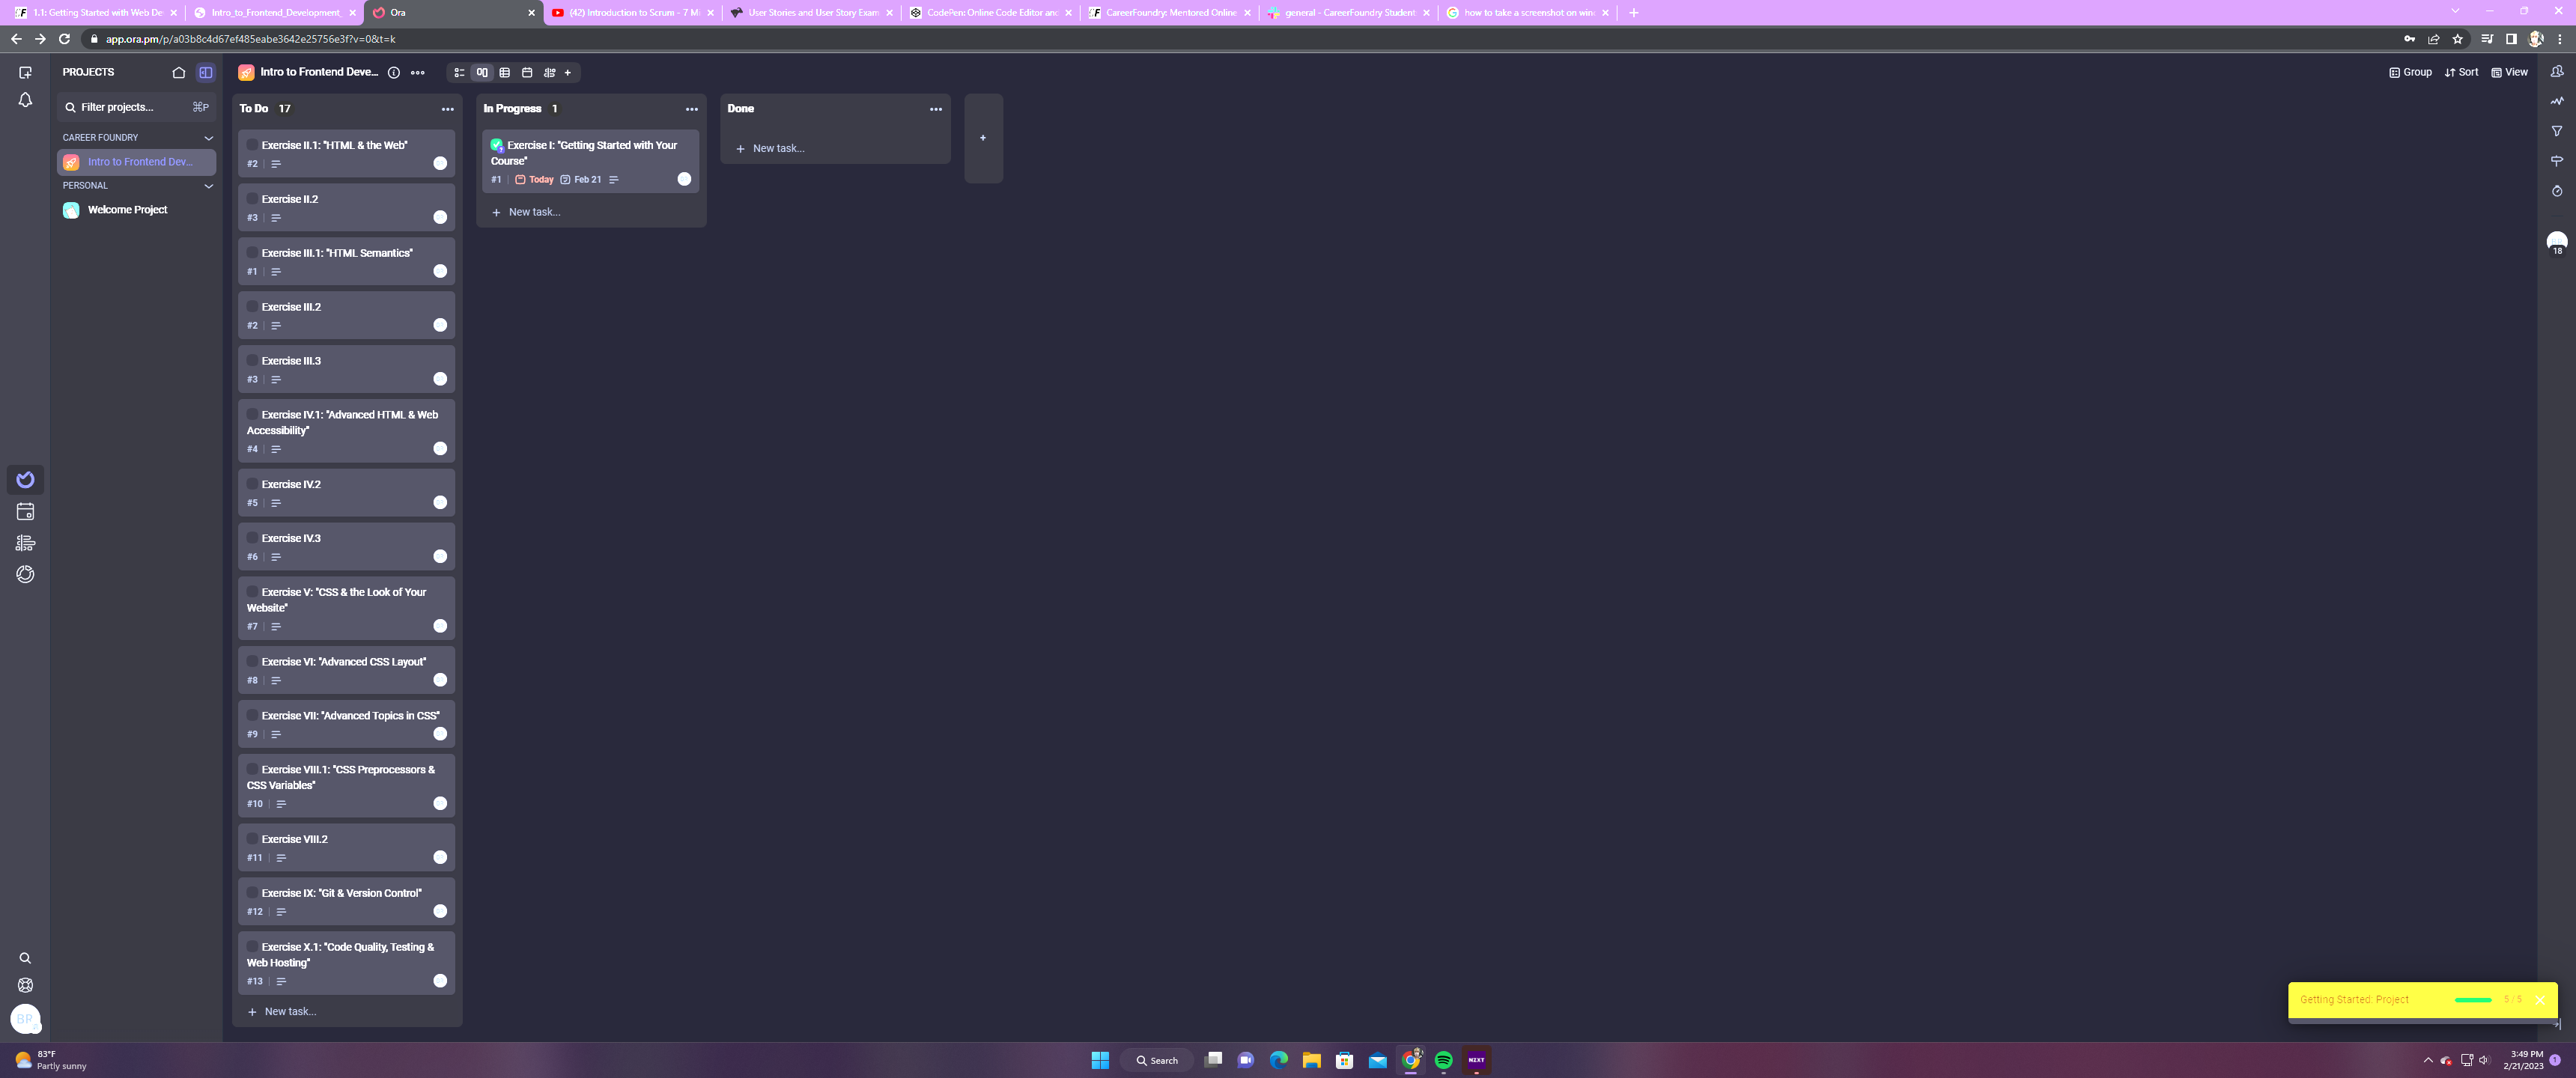 1.1: Getting Started with Web De
Intro_to_Frontend_Development_
Ora
(42) Introduction to Scrum - 7 Mi
User Stories and User Story Exam
CodePen: Online Code Editor and
CareerFoundry: Mentored Online
general - CareerFoundry Student
how to take a screenshot on win
app.ora.pm/p/a03b8c4d67ef485eabe3642e25756e3f?v=0&t=k
PROJECTS
Filter projects...
⌘P
CAREER FOUNDRY
Intro to Frontend Dev...
PERSONAL
Welcome Project
Intro to Frontend Deve...
Group
Sort
View
To Do 17
Exercise II.1: "HTML & the Web"
#2
Exercise II.2
#3
Exercise III.1: "HTML Semantics"
#1
Exercise III.2
#2
Exercise III.3
#3
Exercise IV.1: "Advanced HTML & Web
Accessibility"
#4
Exercise IV.2
#5
Exercise IV.3
#6
Exercise V: "CSS & the Look of Your
Website"
#7
Exercise VI: "Advanced CSS Layout"
#8
Exercise VII: "Advanced Topics in CSS"
#9
Exercise VIII.1: "CSS Preprocessors &
CSS Variables"
#10
Exercise VIII.2
#11
Exercise IX: "Git & Version Control"
#12
Exercise X.1: "Code Quality, Testing &
Web Hosting"
#13
+ New task...
In Progress 1
Exercise I: "Getting Started with Your
Course"
#1 Today Feb 21
+ New task...
Done
+ New task...
+
18
BR
Getting Started: Project 5 / 5
83°F
Partly sunny
Search
NIXT
3:49 PM
2/21/2023
1